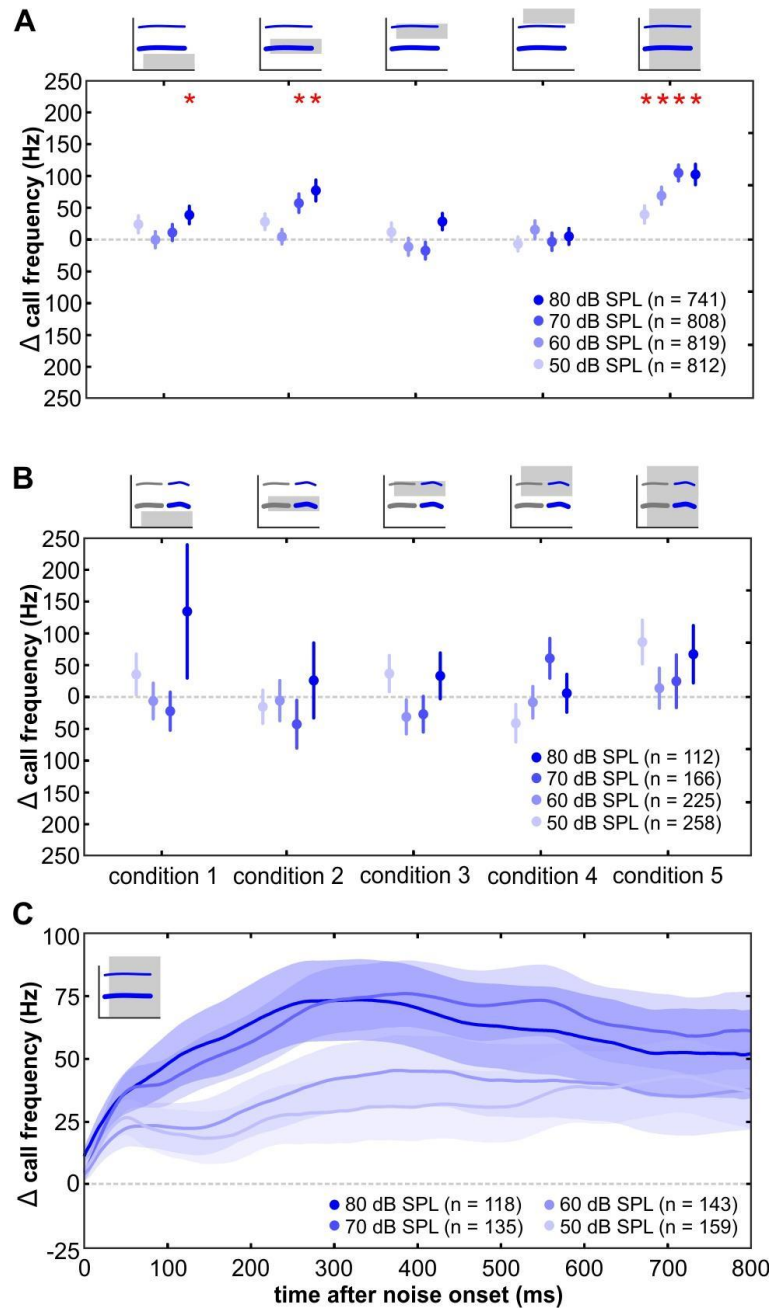 A
250
200
150
100
50
0
50
100
150
200
250
Δ call frequency (Hz)
*
* *
* * * *
80 dB SPL (n = 741)
70 dB SPL (n = 808)
60 dB SPL (n = 819)
50 dB SPL (n = 812)
B
250
200
150
100
50
0
50
100
150
200
250
Δ call frequency (Hz)
80 dB SPL (n = 112)
70 dB SPL (n = 166)
60 dB SPL (n = 225)
50 dB SPL (n = 258)
condition 1 condition 2 condition 3 condition 4 condition 5
C
100
75
50
25
0
-25
Δ call frequency (Hz)
80 dB SPL (n = 118) 60 dB SPL (n = 143)
70 dB SPL (n = 135) 50 dB SPL (n = 159)
0 100 200 300 400 500 600 700 800
time after noise onset (ms)